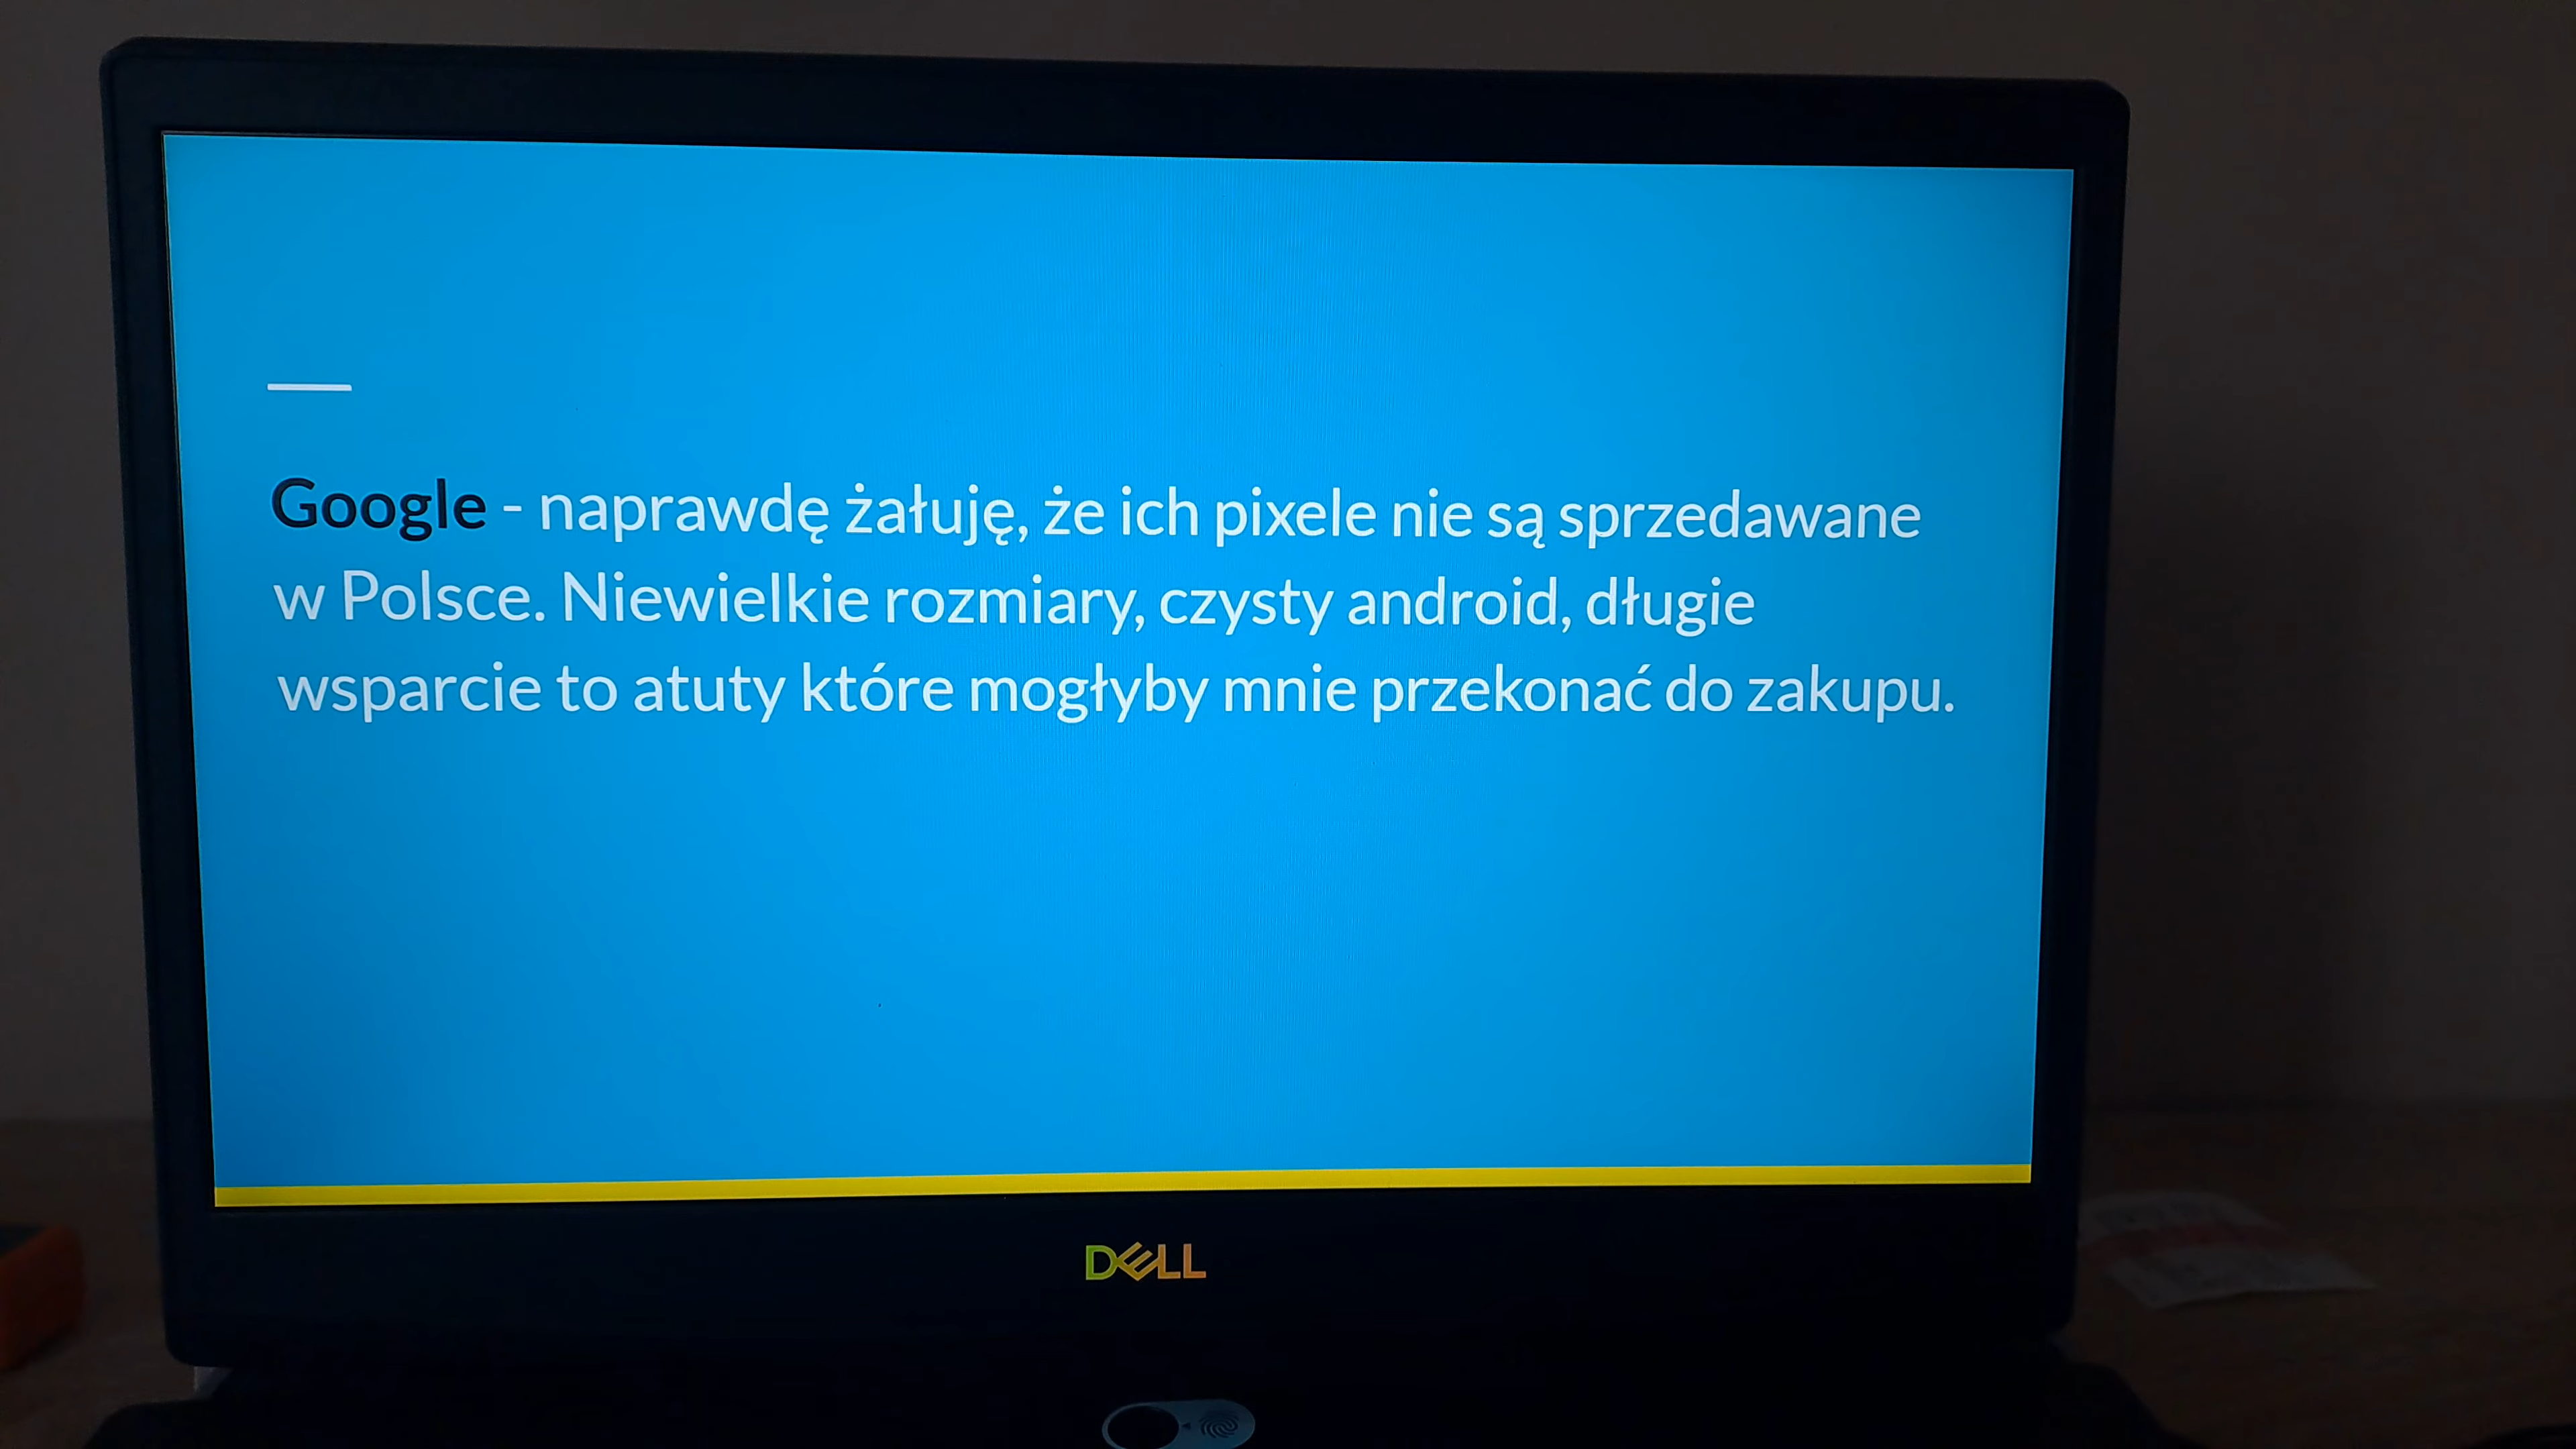 Google - naprawdę żałuję, że ich pixele nie są sprzedawane
w Polsce. Niewielkie rozmiary, czysty android, długie
wsparcie to atuty które mogłyby mnie przekonać do zakupu.
DELL